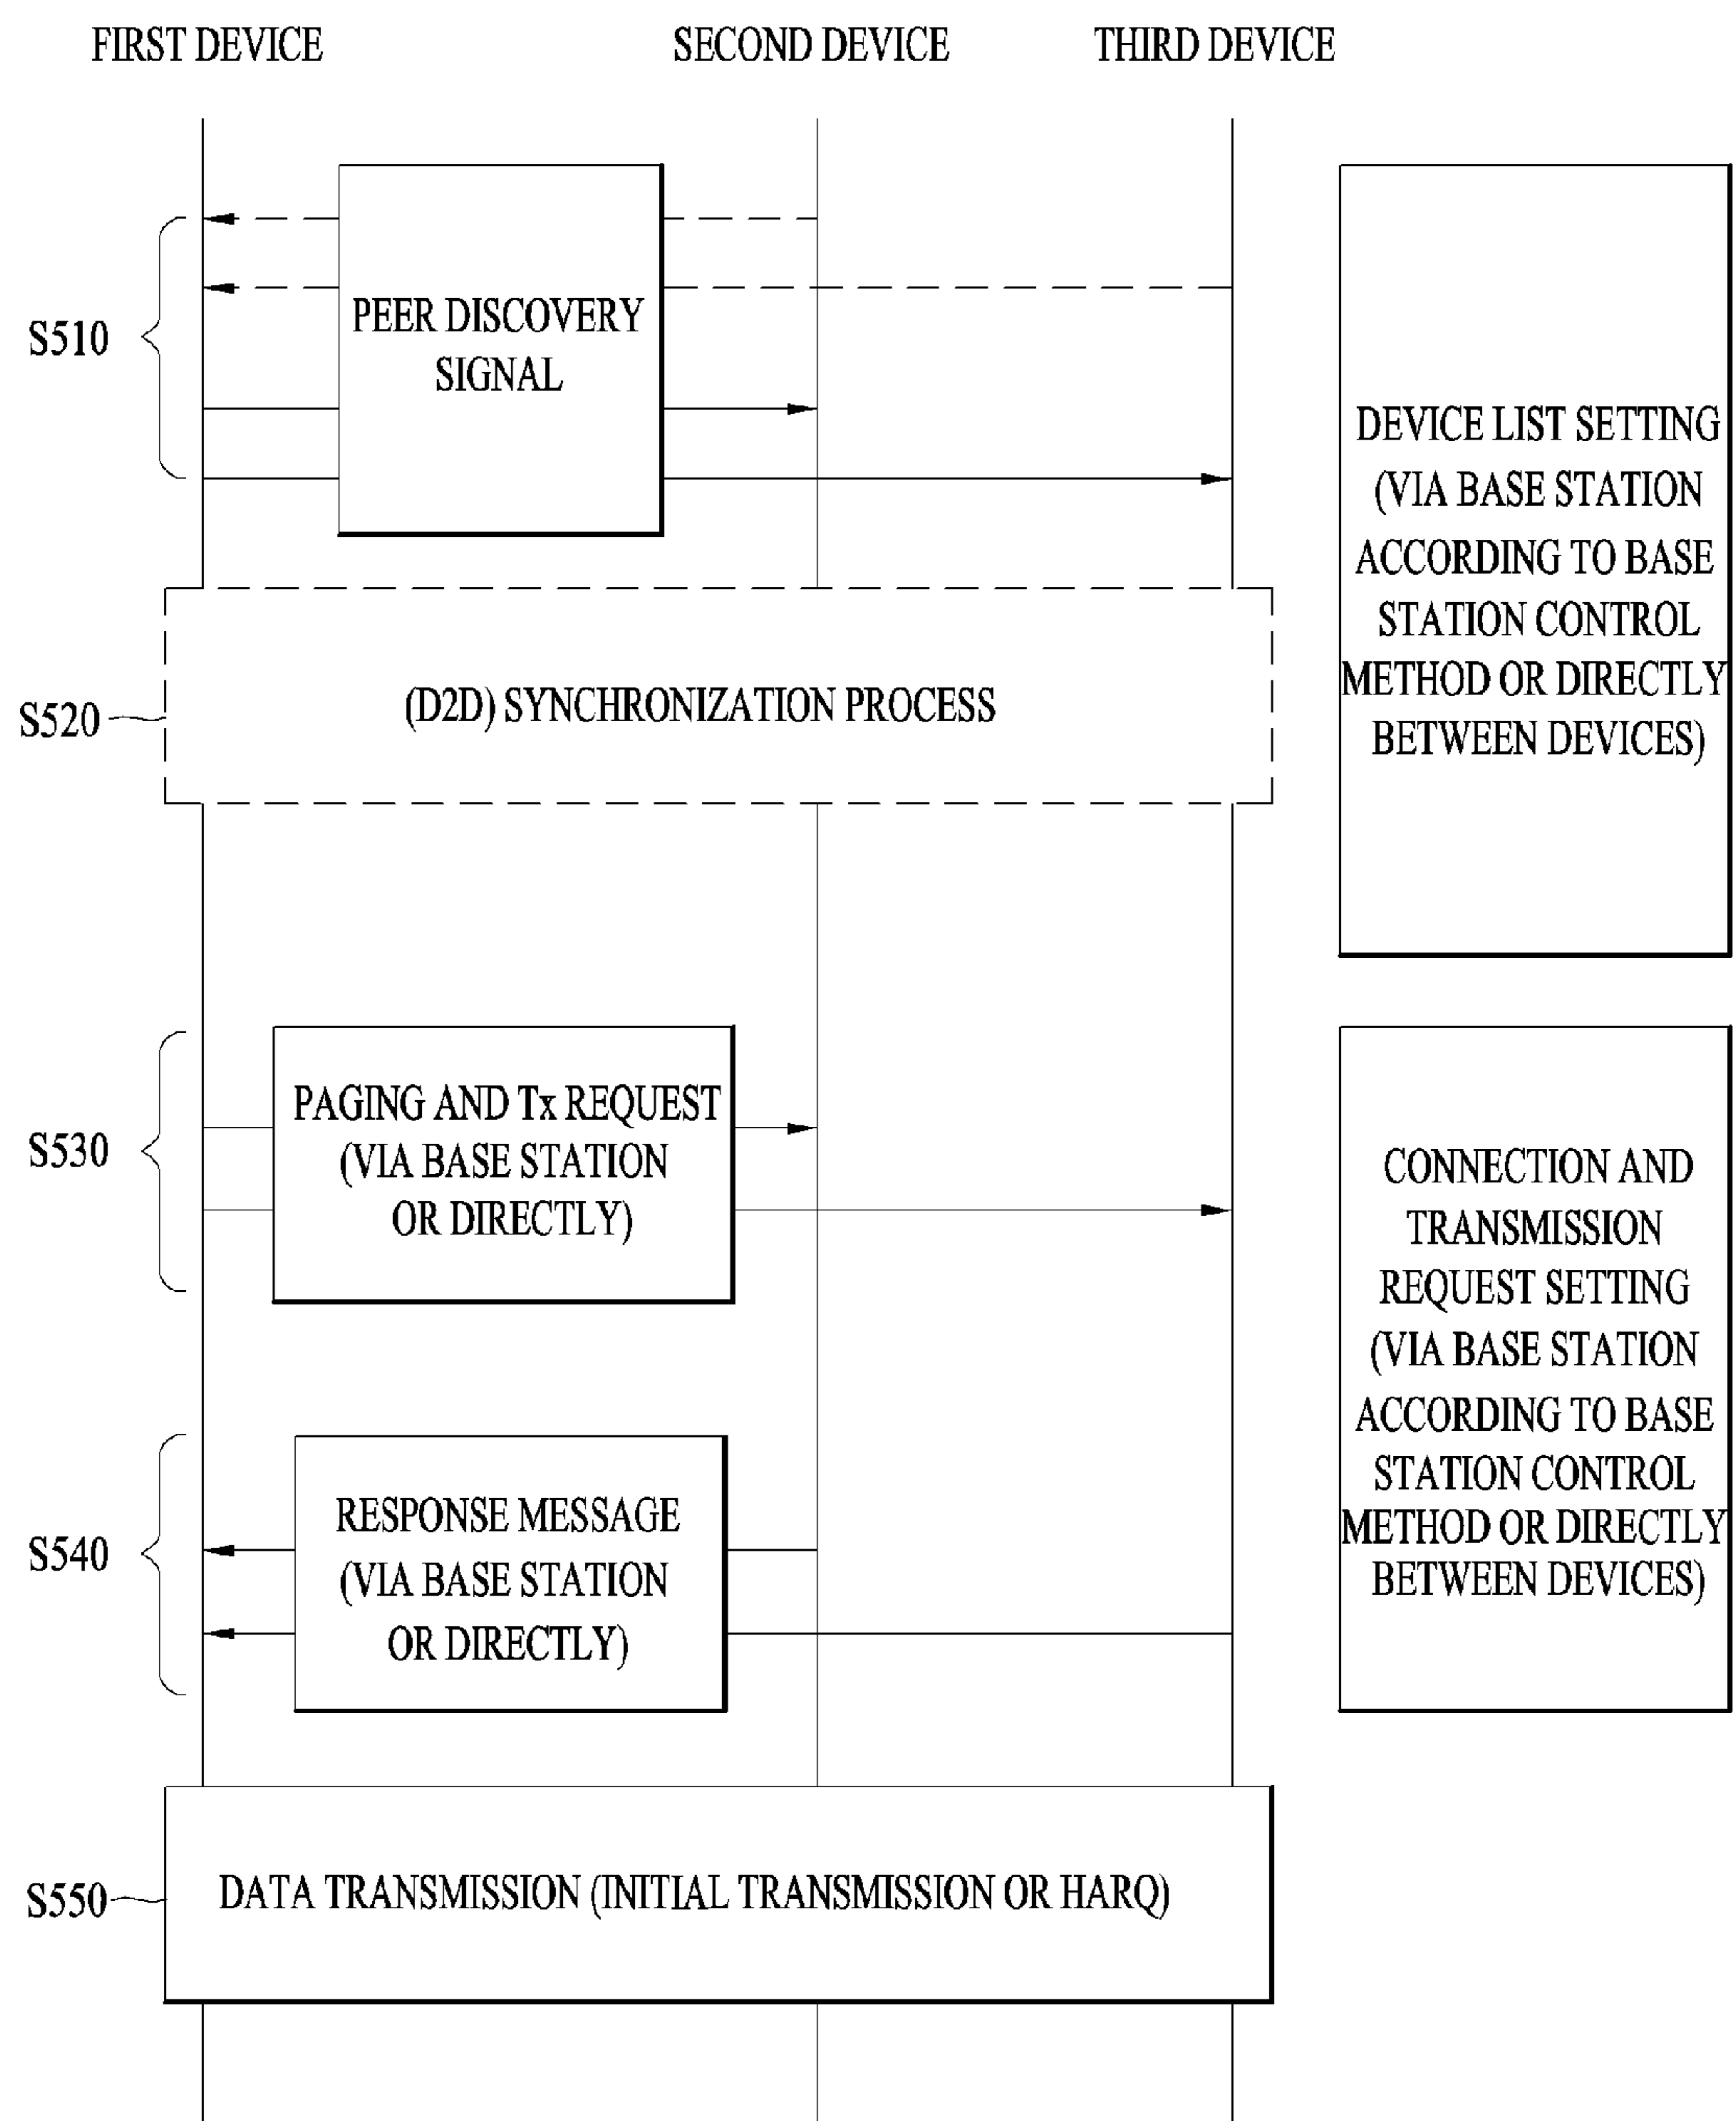 FIRST DEVICE
SECOND DEVICE
THIRD DEVICE
S510
PEER DISCOVERY
SIGNAL
DEVICE LIST SETTING
(VIA BASE STATION
ACCORDING TO BASE
STATION CONTROL
METHOD OR DIRECTLY
BETWEEN DEVICES)
S520
(D2D) SYNCHRONIZATION PROCESS
S530
PAGING AND Tx REQUEST
(VIA BASE STATION
OR DIRECTLY)
CONNECTION AND
TRANSMISSION
REQUEST SETTING
(VIA BASE STATION
ACCORDING TO BASE
STATION CONTROL
METHOD OR DIRECTLY
BETWEEN DEVICES)
S540
RESPONSE MESSAGE
(VIA BASE STATION
OR DIRECTLY)
S550
DATA TRANSMISSION (INITIAL TRANSMISSION OR HARQ)